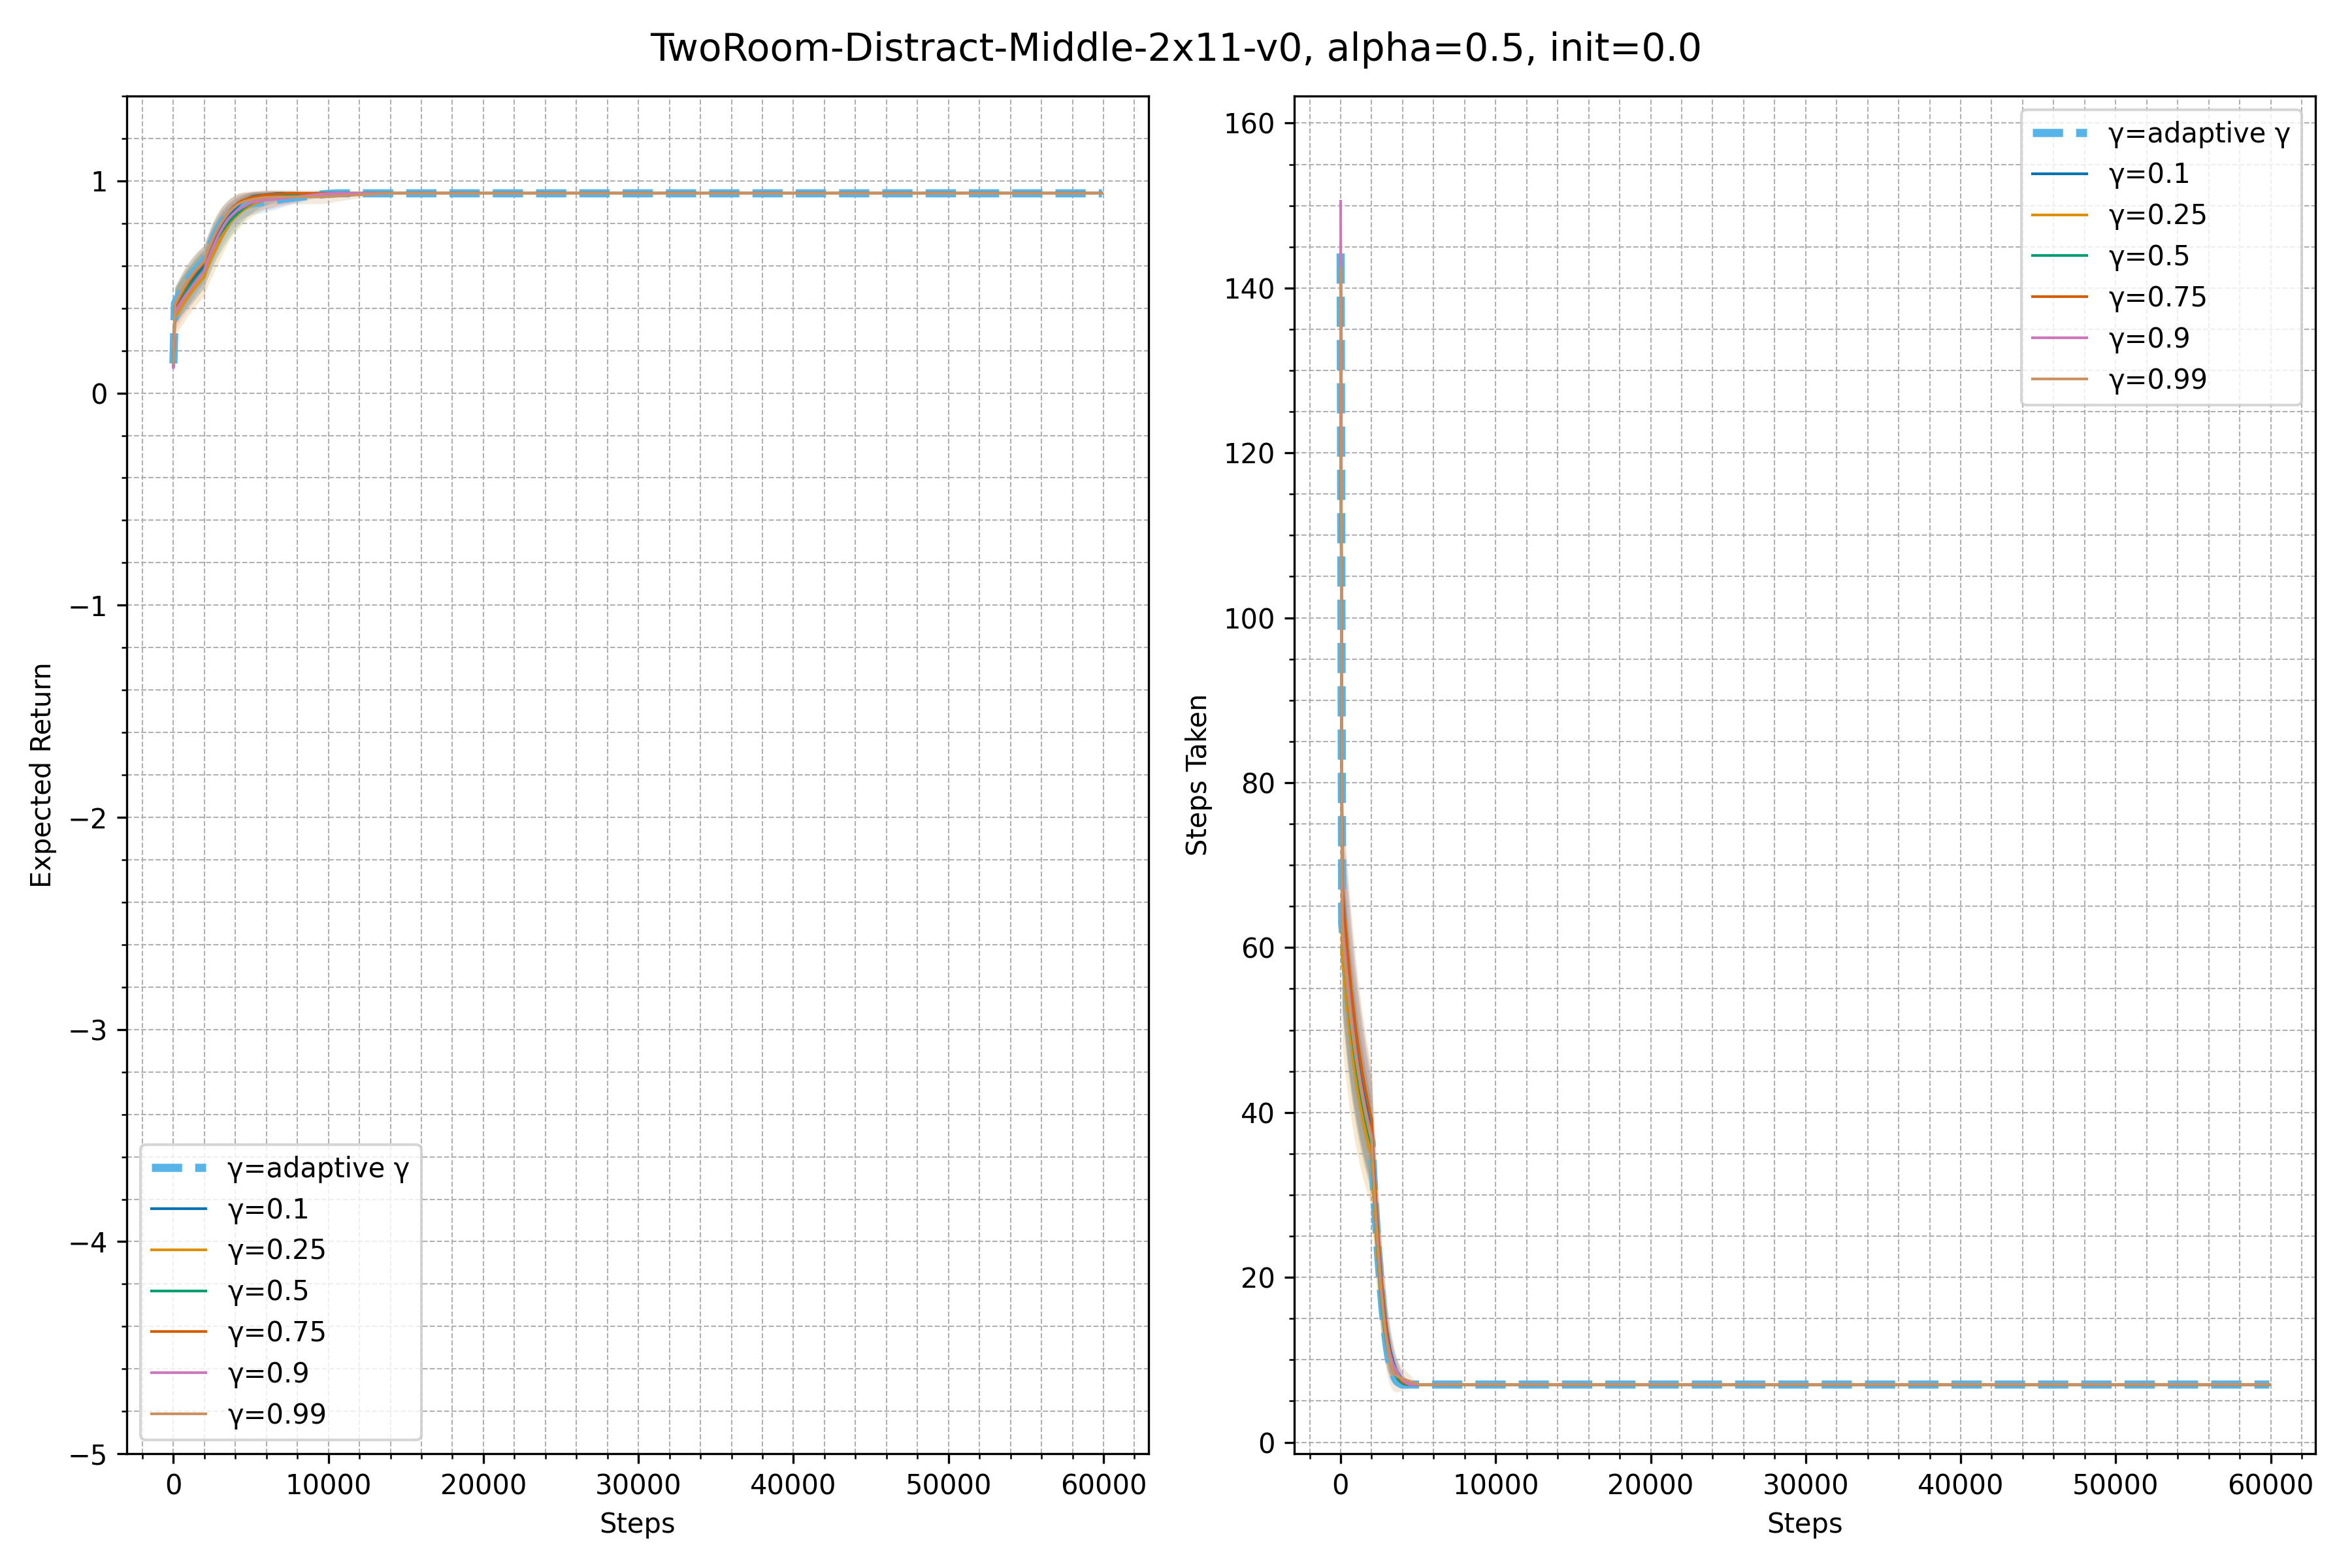 TwoRoom-Distract-Middle-2x11-v0, alpha=0.5, init=0.0
Expected Return
1
0
−1
−2
−3
−4
−5
γ=adaptive γ
γ=0.1
γ=0.25
γ=0.5
γ=0.75
γ=0.9
γ=0.99
0 10000 20000 30000 40000 50000 60000
Steps
Steps Taken
160
140
120
100
80
60
40
20
0
γ=adaptive γ
γ=0.1
γ=0.25
γ=0.5
γ=0.75
γ=0.9
γ=0.99
0 10000 20000 30000 40000 50000 60000
Steps